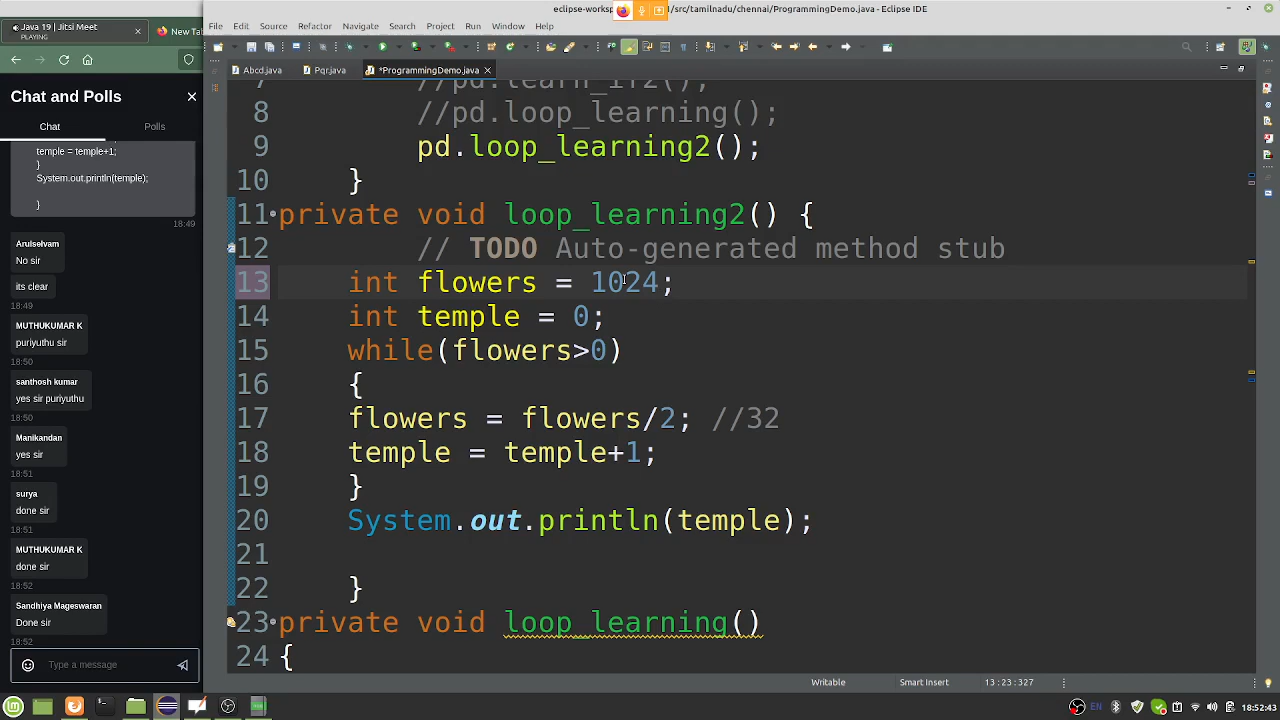 eclipse-worksp
/src/tamilnadu/chennai/ProgrammingDemo.java - Eclipse IDE
Java 19 | Jitsi Meet
PLAYING
New Tab
File Edit Source Refactor Navigate Search Project Run Window Help
Abcd.java Pqr.java *ProgrammingDemo.java
Chat and Polls
Chat Polls
temple = temple+1;
}
System.out.println(temple);
}
18:49
Arulselvam
No sir
its clear
18:49
MUTHUKUMAR K
puriyuthu sir
18:50
santhosh kumar
yes sir puriyuthu
18:50
Manikandan
yes sir
18:51
surya
done sir
18:51
MUTHUKUMAR K
done sir
18:52
Sandhiya Mageswaran
Done sir
18:52
Type a message
7 //pd.learn_if2();
8 //pd.loop_learning();
9 pd.loop_learning2();
10 }
11 private void loop_learning2() {
12 // TODO Auto-generated method stub
13 int flowers = 1024;
14 int temple = 0;
15 while(flowers>0)
16 {
17 flowers = flowers/2; //32
18 temple = temple+1;
19 }
20 System.out.println(temple);
21
22 }
23 private void loop_learning()
24 {
Writable Smart Insert 13:23:327
EN 18:52:43